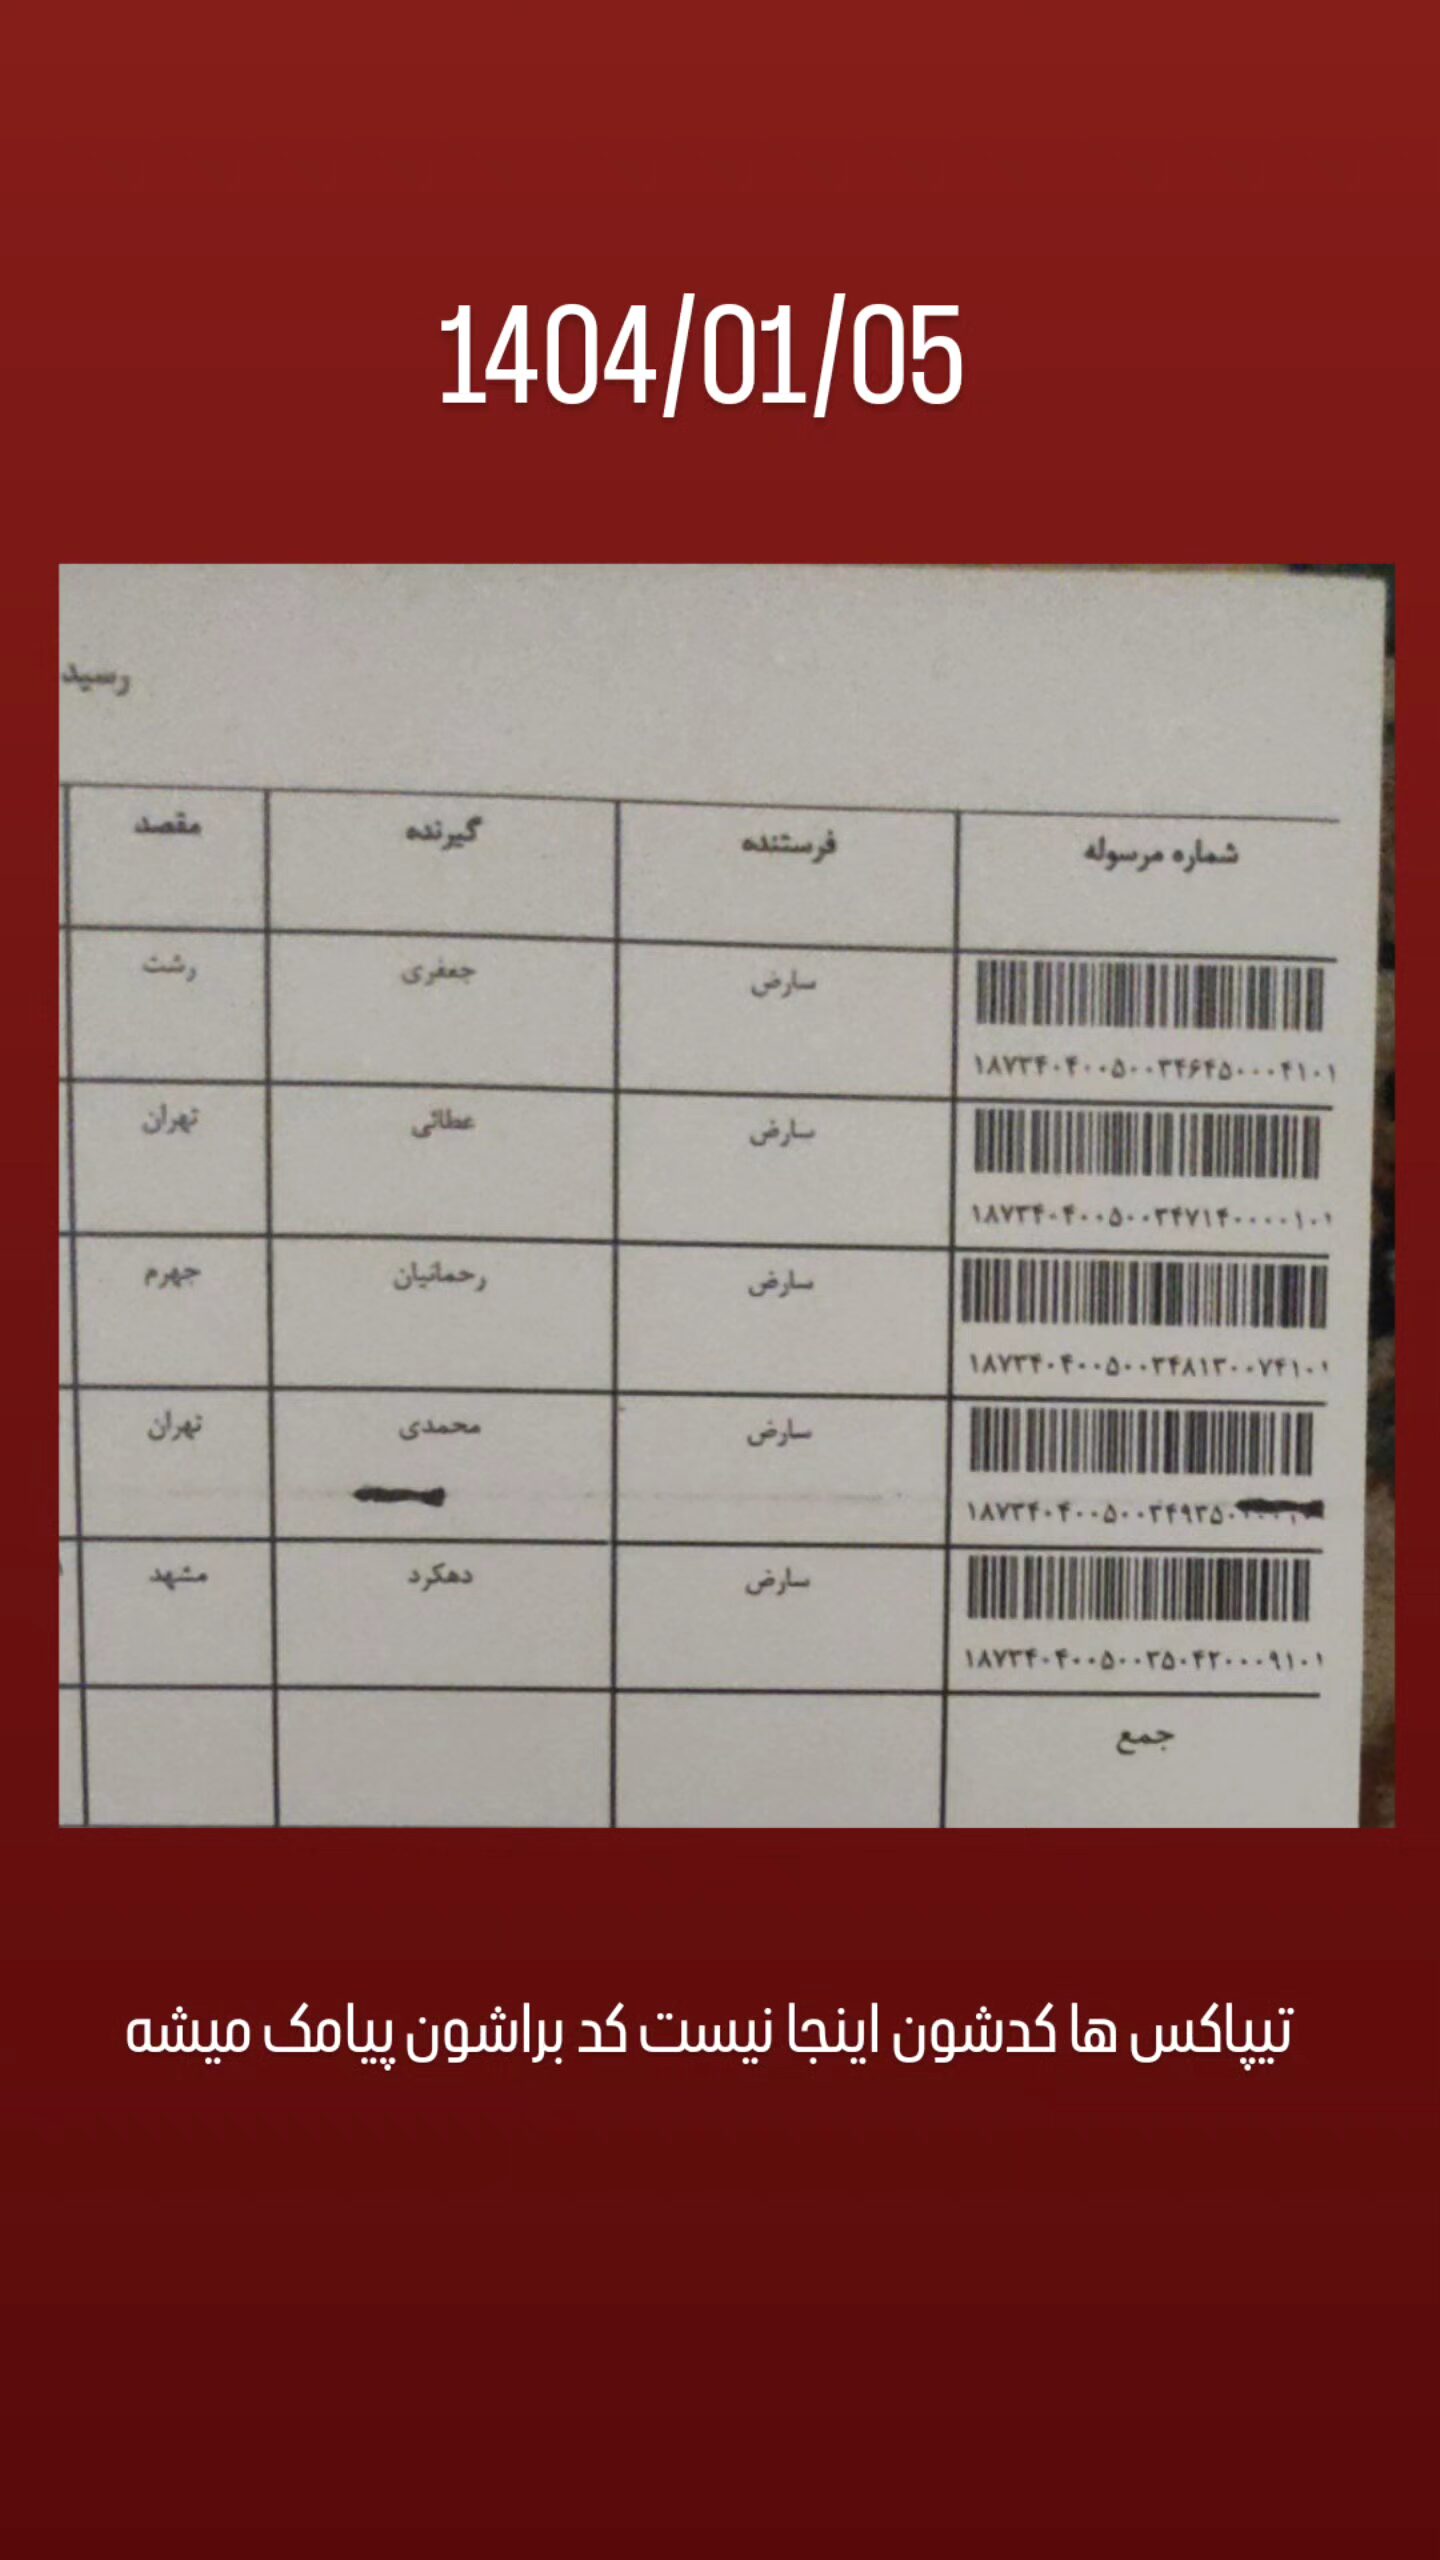 1404/01/05
رسید
شماره مرسوله فرستنده گیرنده مقصد
سارض جعفری رشت
۱۸۷۳۴۰۴۰۰۵۰۰۳۴۶۴۵۰۰۰۴۱۰۱
سارض عطائی تهران
۱۸۷۳۴۰۴۰۰۵۰۰۳۴۷۱۴۰۰۰۰۱۰۱
سارض رحمانیان جهرم
۱۸۷۳۴۰۴۰۰۵۰۰۳۴۸۱۳۰۰۷۴۱۰۱
سارض محمدی تهران
سارض دهکرد مشهد
۱۸۷۳۴۰۴۰۰۵۰۰۳۵۰۴۲۰۰۰۹۱۰۱
جمع
تیپاکس ها کدشون اینجا نیست کد براشون پیامک میشه